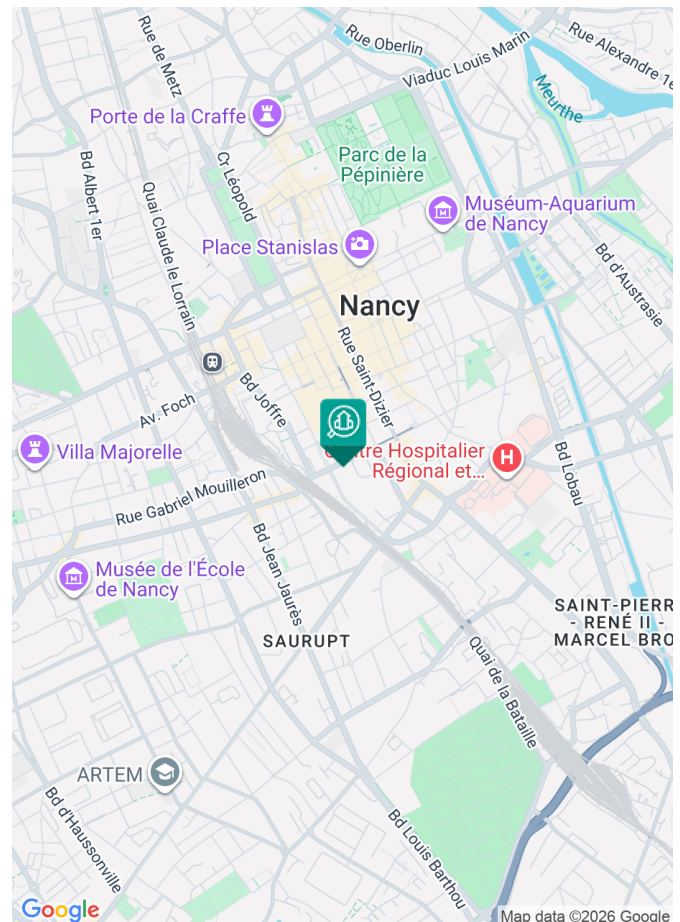 Rue Oberlin
Rue Alexandre 1e
Rue de Metz
Viaduc Louis Marin
Meurthe
Porte de la Craffe
Parc de la
Pépinière
Cr Léopold
Bd Albert 1er
Quai Claude le Lorrain
Muséum-Aquarium
de Nancy
Place Stanislas
Bd d'Austrasie
Nancy
Rue Saint-Dizier
Bd Joffre
Av. Foch
Villa Majorelle
tre Hospitalier
Régional et...
H
Bd Lobau
Rue Gabriel Mouilleron
Bd Jean Jaurès
Musée de l'École
de Nancy
SAINT-PIERR
- RENÉ II -
MARCEL BRO
SAURUPT
Quai de la Bataille
ARTEM
Bd d'Haussonville
Bd Louis Barthou
Google
Map data ©2026 Google